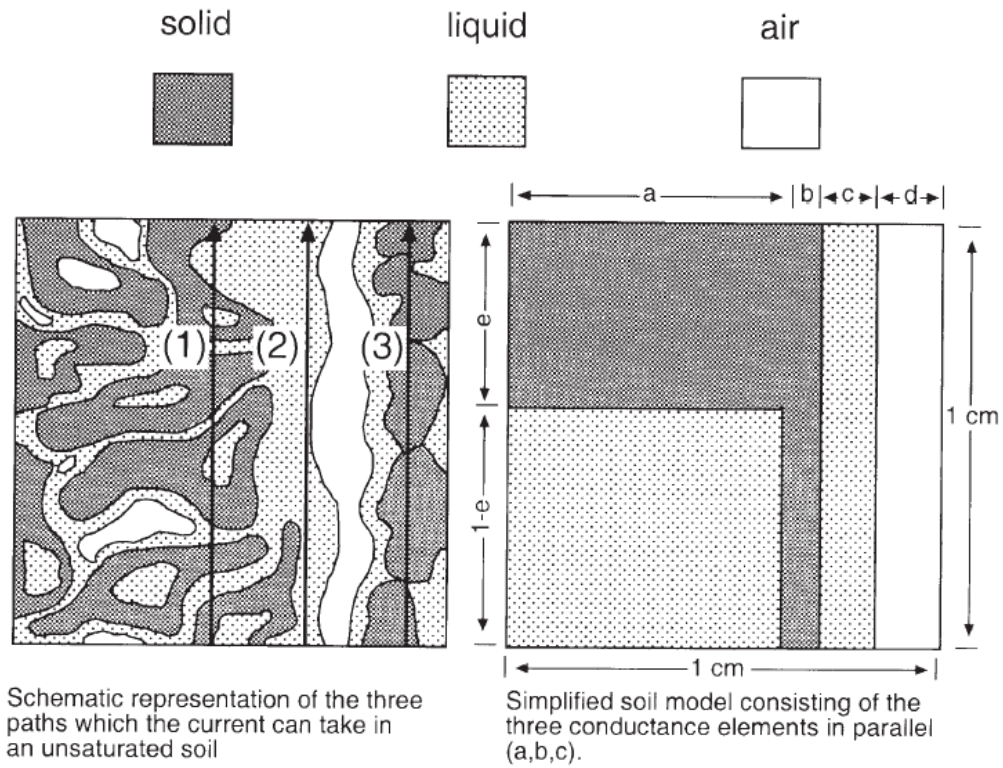 solid
liquid
air
a
b
c
d
(1)
(2)
(3)
e
1-e
1 cm
1 cm
Schematic representation of the three
paths which the current can take in
an unsaturated soil
Simplified soil model consisting of the
three conductance elements in parallel
(a,b,c).